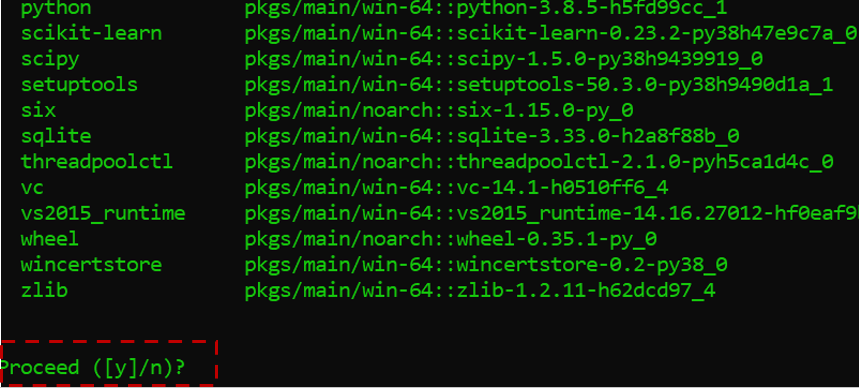 python pkgs/main/win-64::python-3.8.5-h5fd99cc_1
scikit-learn pkgs/main/win-64::scikit-learn-0.23.2-py38h47e9c7a_0
scipy pkgs/main/win-64::scipy-1.5.0-py38h9439919_0
setuptools pkgs/main/win-64::setuptools-50.3.0-py38h9490d1a_1
six pkgs/main/noarch::six-1.15.0-py_0
sqlite pkgs/main/win-64::sqlite-3.33.0-h2a8f88b_0
threadpoolctl pkgs/main/noarch::threadpoolctl-2.1.0-pyh5ca1d4c_0
vc pkgs/main/win-64::vc-14.1-h0510ff6_4
vs2015_runtime pkgs/main/win-64::vs2015_runtime-14.16.27012-hf0eaf9
wheel pkgs/main/noarch::wheel-0.35.1-py_0
wincertstore pkgs/main/win-64::wincertstore-0.2-py38_0
zlib pkgs/main/win-64::zlib-1.2.11-h62dcd97_4
Proceed ([y]/n)?